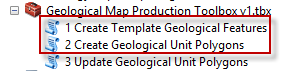 Geological Map Production Toolbox v1.tbx
1 Create Template Geological Features
2 Create Geological Unit Polygons
3 Update Geological Unit Polygons